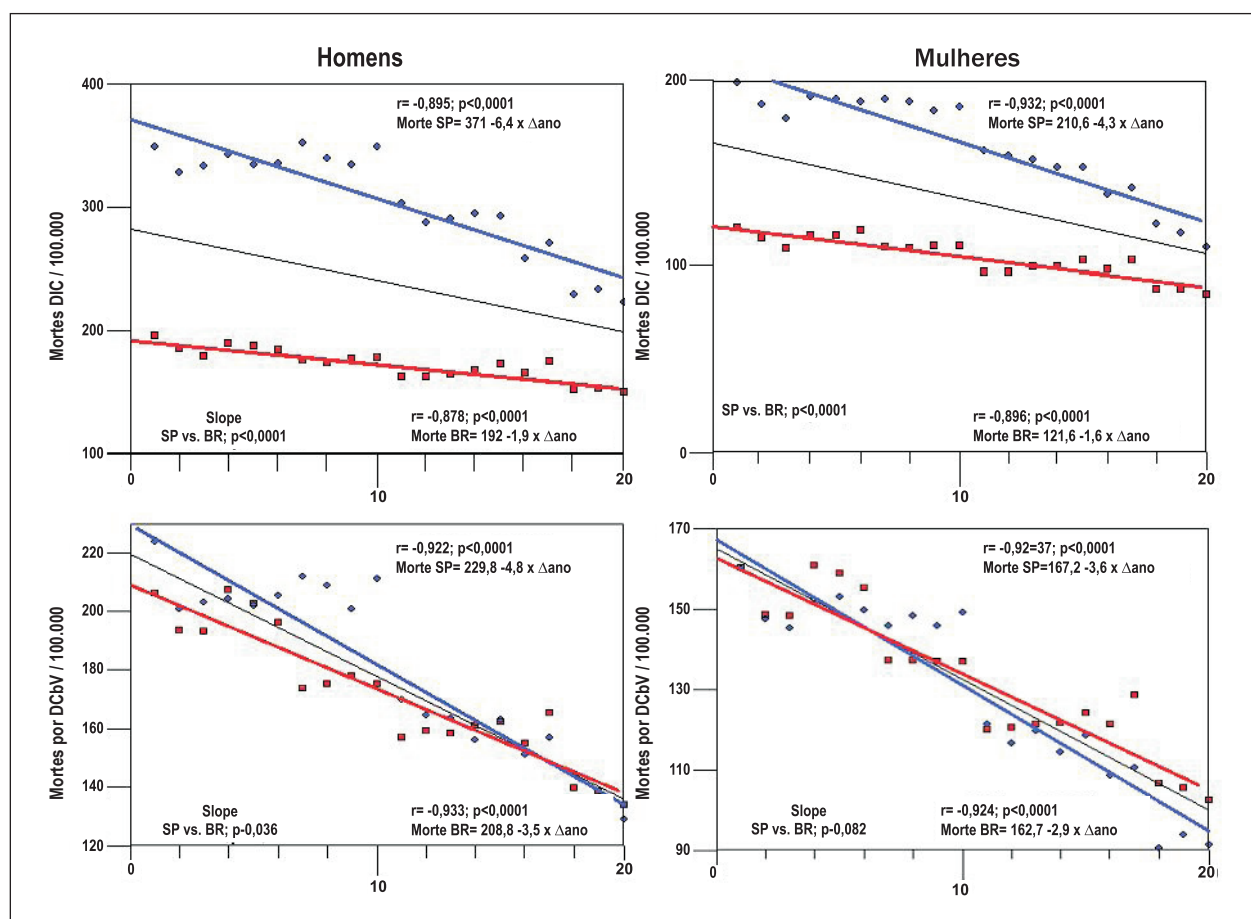 Homens
Mulheres
Mortes DIC / 100.000
400
300
200
100
r= -0,895; p<0,0001
Morte SP= 371 -6,4 x Δano
Slope
SP vs. BR; p<0,0001
r= -0,878; p<0,0001
Morte BR= 192 -1,9 x Δano
0
10
20
Mortes DIC / 100.000
200
100
0
r= -0,932; p<0,0001
Morte SP= 210,6 -4,3 x Δano
SP vs. BR; p<0,0001
r= -0,896; p<0,0001
Morte BR= 121,6 -1,6 x Δano
0
10
20
Mortes por DCbV / 100.000
220
200
180
160
140
120
r= -0,922; p<0,0001
Morte SP= 229,8 -4,8 x Δano
Slope
SP vs. BR; p-0,036
r= -0,933; p<0,0001
Morte BR= 208,8 -3,5 x Δano
0
10
20
Mortes por DCbV / 100.000
170
150
130
110
90
r= -0,92=37; p<0,0001
Morte SP=167,2 -3,6 x Δano
Slope
SP vs. BR; p-0,082
r= -0,924; p<0,0001
Morte BR= 162,7 -2,9 x Δano
0
10
20